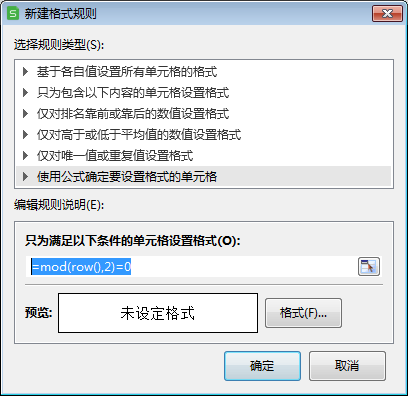 新建格式规则
选择规则类型(S):
基于各自值设置所有单元格的格式
只为包含以下内容的单元格设置格式
仅对排名靠前或靠后的数值设置格式
仅对高于或低于平均值的数值设置格式
仅对唯一值或重复值设置格式
使用公式确定要设置格式的单元格
编辑规则说明(E):
只为满足以下条件的单元格设置格式(O):
=mod(row(),2)=0
预览: 未设定格式 格式(F)...
确定 取消